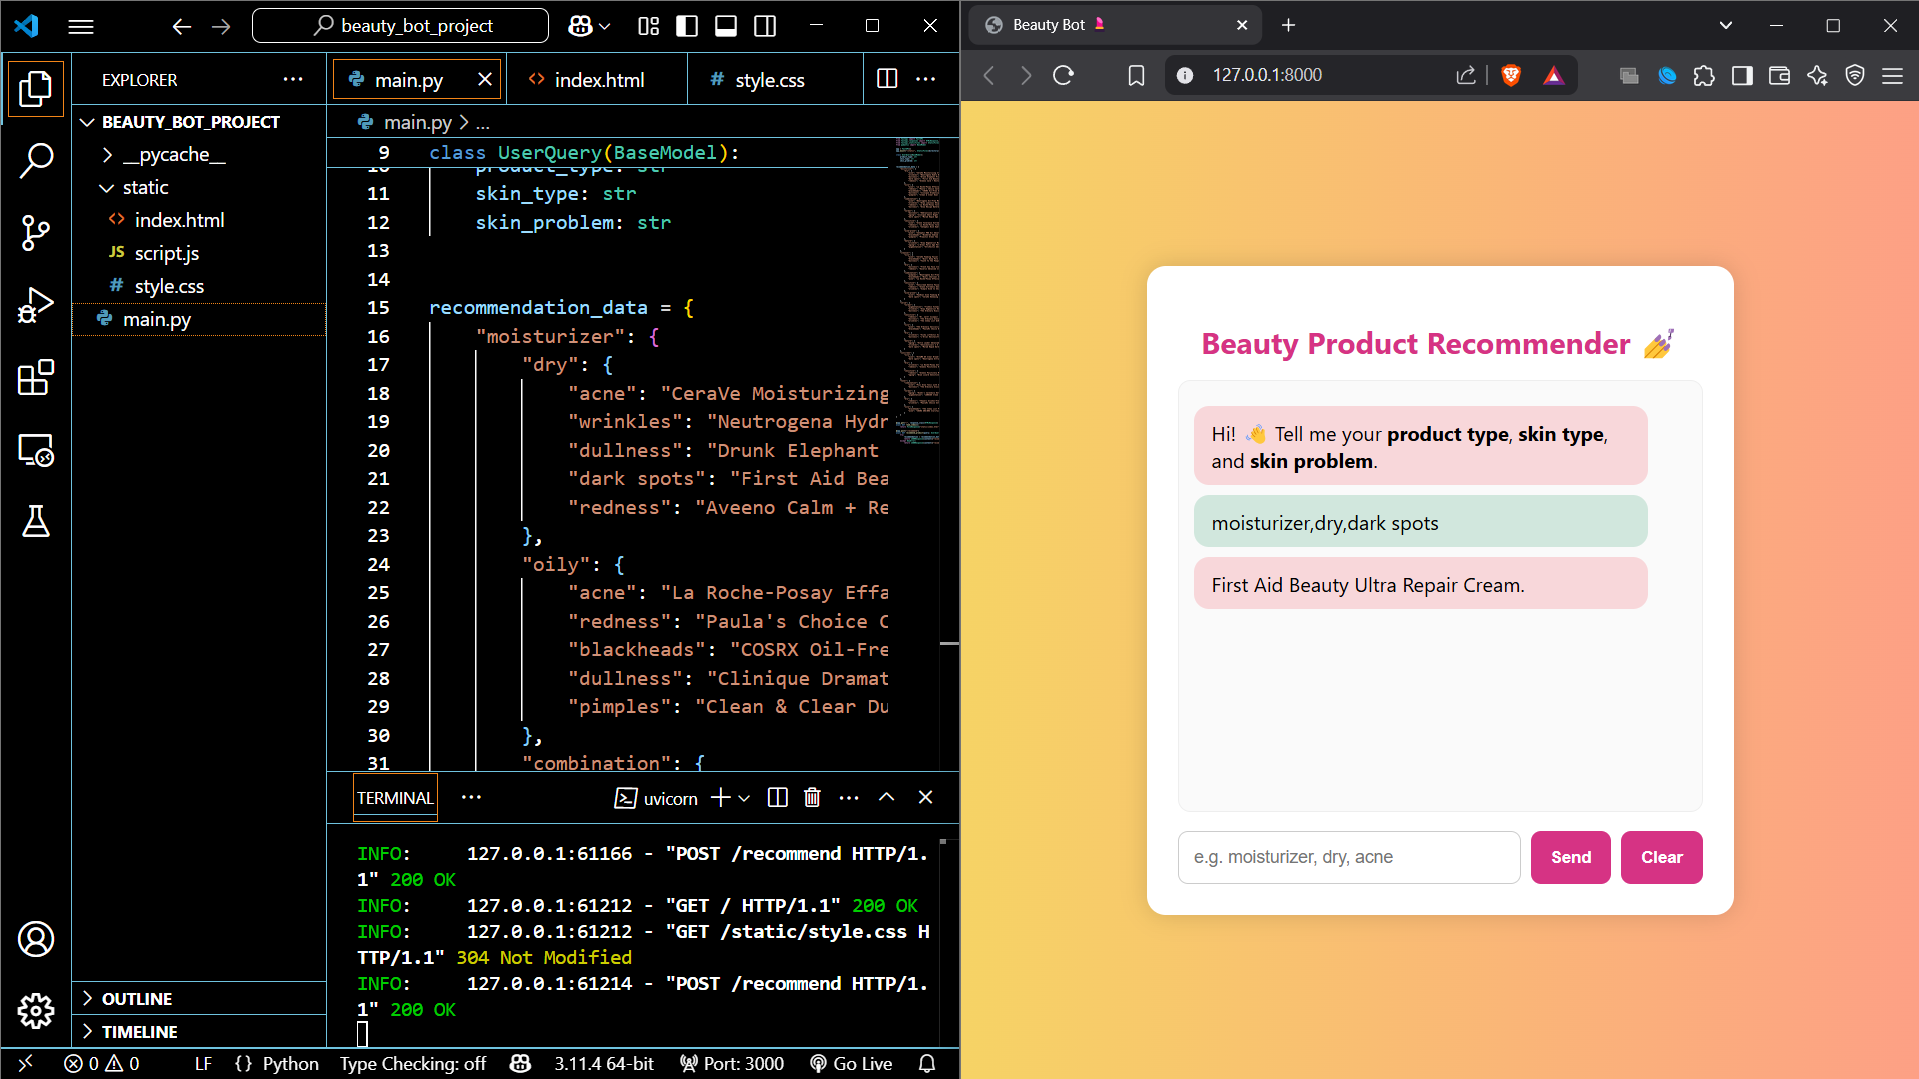 beauty_bot_project
EXPLORER
BEAUTY_BOT_PROJECT
__pycache__
static
index.html
JS script.js
# style.css
main.py
OUTLINE
TIMELINE
main.py
index.html
# style.css
main.py > ...
9 class UserQuery(BaseModel):
product_type: str
11 skin_type: str
12 skin_problem: str
13
14
15 recommendation_data = {
16 "moisturizer": {
17 "dry": {
18 "acne": "CeraVe Moisturizing
19 "wrinkles": "Neutrogena Hydr
20 "dullness": "Drunk Elephant
21 "dark spots": "First Aid Bea
22 "redness": "Aveeno Calm + Re
23 },
24 "oily": {
25 "acne": "La Roche-Posay Effa
26 "redness": "Paula's Choice C
27 "blackheads": "COSRX Oil-Fre
28 "dullness": "Clinique Dramat
29 "pimples": "Clean & Clear Du
30 },
31 "combination": {
TERMINAL
uvicorn
INFO: 127.0.0.1:61166 - "POST /recommend HTTP/1.
1" 200 OK
INFO: 127.0.0.1:61212 - "GET / HTTP/1.1" 200 OK
INFO: 127.0.0.1:61212 - "GET /static/style.css H
TTP/1.1" 304 Not Modified
INFO: 127.0.0.1:61214 - "POST /recommend HTTP/1.
1" 200 OK
0 0 LF {} Python Type Checking: off 3.11.4 64-bit Port: 3000 Go Live
Beauty Bot 💄
127.0.0.1:8000
Beauty Product Recommender 💅
Hi! 👋 Tell me your product type, skin type,
and skin problem.
moisturizer,dry,dark spots
First Aid Beauty Ultra Repair Cream.
e.g. moisturizer, dry, acne
Send
Clear